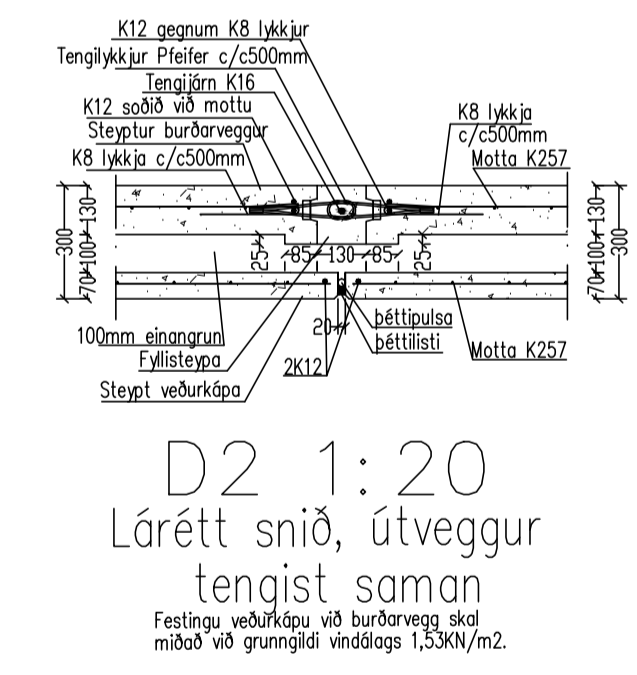 K12 gegnum K8 lykkjur
Tengilykkjur Pfeifer c/c500mm
Tengijárn K16
K12 soðið við mottu
Steyptur burðarveggur
K8 lykkja c/c500mm
K8 lykkja
c/c500mm
Motta K257
300
70
100
130
25
85
130
85
25
70
100
130
300
20
þéttipulsa
þéttilisti
100mm einangrun
Fyllisteypa
2K12
Motta K257
Steypt veðurkápa
D2 1:20
Lárétt snið, útveggur
tengist saman
Festingu veðurkápu við burðarvegg skal
miðað við grunngildi vindálags 1,53KN/m2.